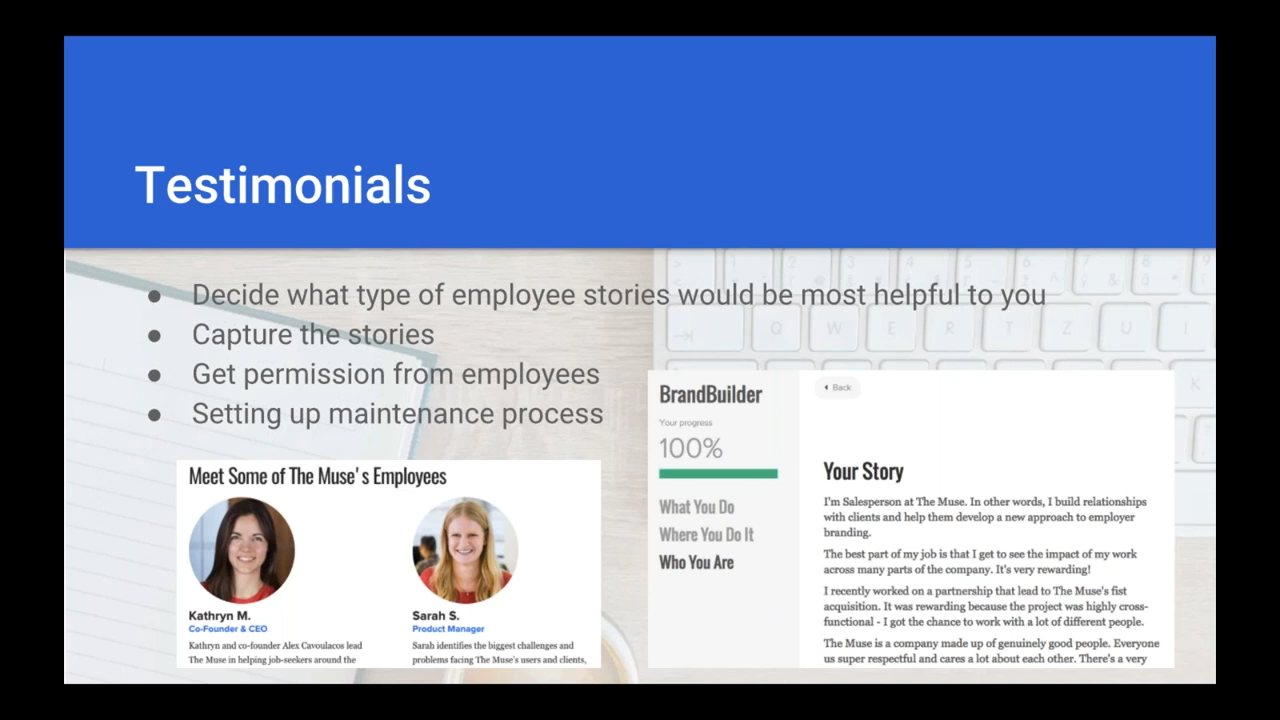 Testimonials
● Decide what type of employee stories would be most helpful to you
● Capture the stories
● Get permission from employees
● Setting up maintenance process
Meet Some of The Muse's Employees
Kathryn M.
Co-Founder & CEO
Kathryn and co-founder Alex Cavoulacos lead
The Muse in helping job-seekers around the
Sarah S.
Product Manager
Sarah identifies the biggest challenges and
problems facing The Muse's users and clients,
BrandBuilder
Your progress
100%
What You Do
Where You Do It
Who You Are
Back
Your Story
I'm Salesperson at The Muse. In other words, I build relationships
with clients and help them develop a new approach to employer
branding.
The best part of my job is that I get to see the impact of my work
across many parts of the company. It's very rewarding!
I recently worked on a partnership that lead to The Muse's fist
acquisition. It was rewarding because the project was highly cross-
functional - I got the chance to work with a lot of different people.
The Muse is a company made up of genuinely good people. Everyone
us super respectful and cares a lot about each other. There's a very